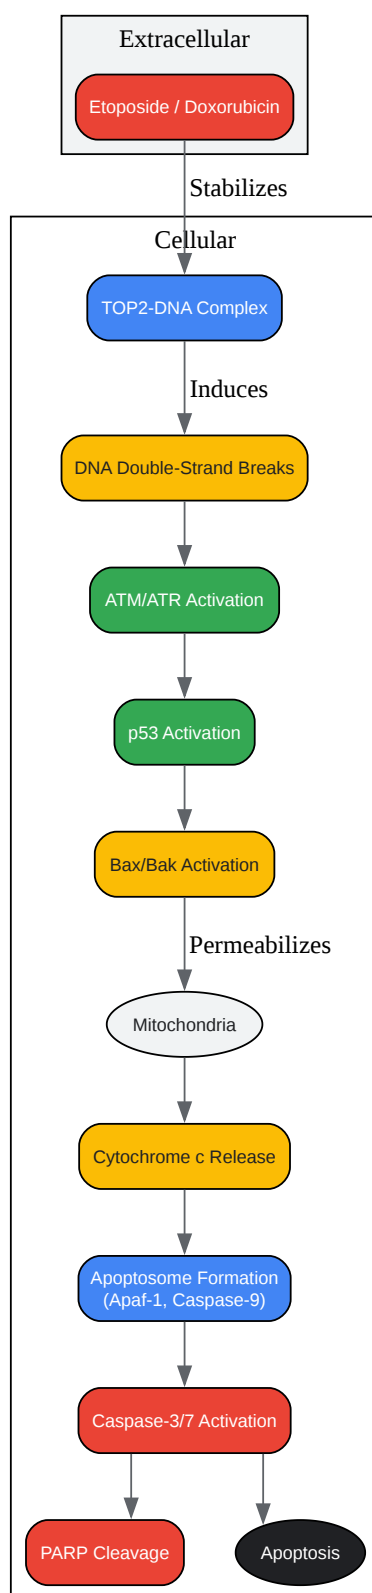 Extracellular
Etoposide / Doxorubicin
Stabilizes
Cellular
TOP2-DNA Complex
Induces
DNA Double-Strand Breaks
ATM/ATR Activation
p53 Activation
Bax/Bak Activation
Permeabilizes
Mitochondria
Cytochrome c Release
Apoptosome Formation
(Apaf-1, Caspase-9)
Caspase-3/7 Activation
PARP Cleavage
Apoptosis